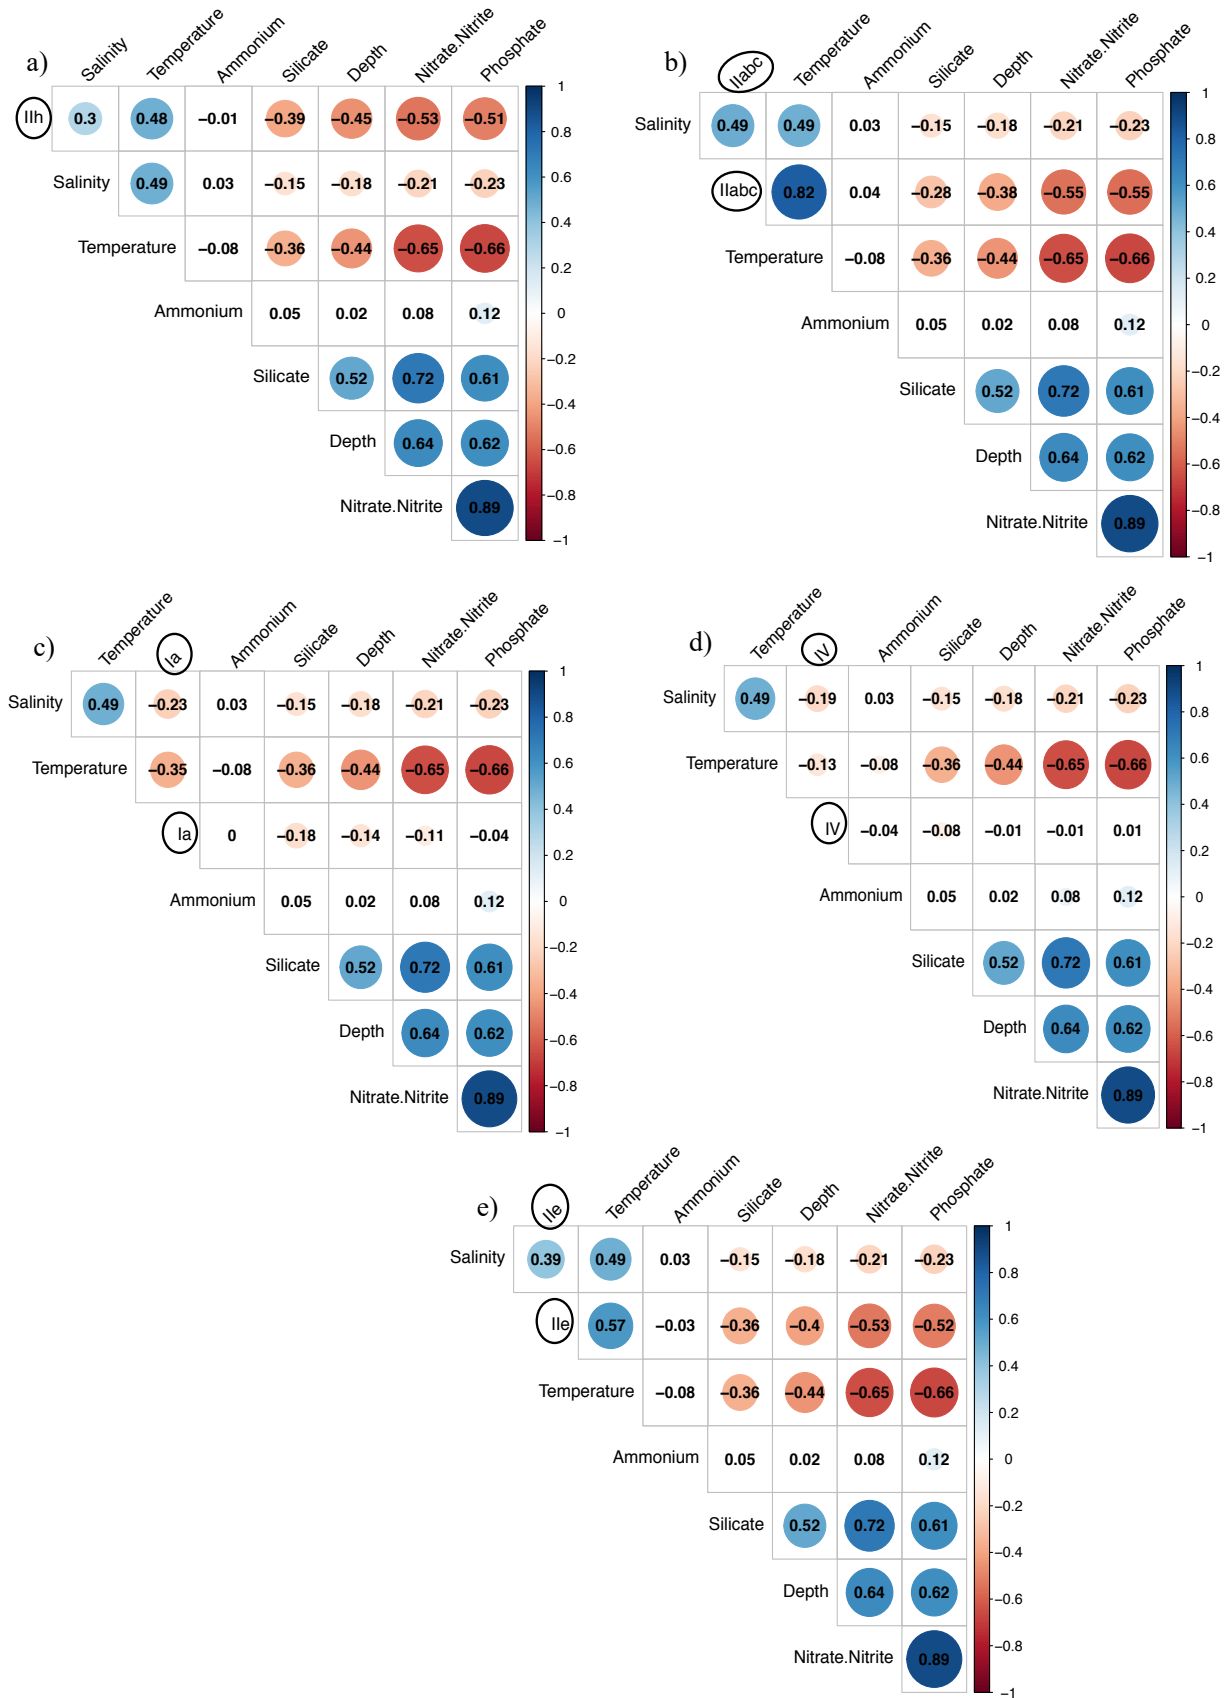 a)
Salinity Temperature Ammonium Silicate Depth Nitrate.Nitrite Phosphate
IIh 0.3 0.48 −0.01 −0.39 −0.45 −0.53 −0.51
Salinity 0.49 0.03 −0.15 −0.18 −0.21 −0.23
Temperature −0.08 −0.36 −0.44 −0.65 −0.66
Ammonium 0.05 0.02 0.08 0.12
Silicate 0.52 0.72 0.61
Depth 0.64 0.62
Nitrate.Nitrite 0.89
1
0.8
0.6
0.4
0.2
0
−0.2
−0.4
−0.6
−0.8
−1
b)
IIabc Temperature Ammonium Silicate Depth Nitrate.Nitrite Phosphate
Salinity 0.49 0.49 0.03 −0.15 −0.18 −0.21 −0.23
IIabc 0.82 0.04 −0.28 −0.38 −0.55 −0.55
Temperature −0.08 −0.36 −0.44 −0.65 −0.66
Ammonium 0.05 0.02 0.08 0.12
Silicate 0.52 0.72 0.61
Depth 0.64 0.62
Nitrate.Nitrite 0.89
1
0.8
0.6
0.4
0.2
0
−0.2
−0.4
−0.6
−0.8
−1
c)
Temperature Ia Ammonium Silicate Depth Nitrate.Nitrite Phosphate
Salinity 0.49 −0.23 0.03 −0.15 −0.18 −0.21 −0.23
Temperature −0.35 −0.08 −0.36 −0.44 −0.65 −0.66
Ia 0 −0.18 −0.14 −0.11 −0.04
Ammonium 0.05 0.02 0.08 0.12
Silicate 0.52 0.72 0.61
Depth 0.64 0.62
Nitrate.Nitrite 0.89
1
0.8
0.6
0.4
0.2
0
−0.2
−0.4
−0.6
−0.8
−1
d)
Temperature IV Ammonium Silicate Depth Nitrate.Nitrite Phosphate
Salinity 0.49 −0.19 0.03 −0.15 −0.18 −0.21 −0.23
Temperature −0.13 −0.08 −0.36 −0.44 −0.65 −0.66
IV −0.04 −0.08 −0.01 −0.01 0.01
Ammonium 0.05 0.02 0.08 0.12
Silicate 0.52 0.72 0.61
Depth 0.64 0.62
Nitrate.Nitrite 0.89
1
0.8
0.6
0.4
0.2
0
−0.2
−0.4
−0.6
−0.8
−1
e)
IIe Temperature Ammonium Silicate Depth Nitrate.Nitrite Phosphate
Salinity 0.39 0.49 0.03 −0.15 −0.18 −0.21 −0.23
IIe 0.57 −0.03 −0.36 −0.4 −0.53 −0.52
Temperature −0.08 −0.36 −0.44 −0.65 −0.66
Ammonium 0.05 0.02 0.08 0.12
Silicate 0.52 0.72 0.61
Depth 0.64 0.62
Nitrate.Nitrite 0.89
1
0.8
0.6
0.4
0.2
0
−0.2
−0.4
−0.6
−0.8
−1